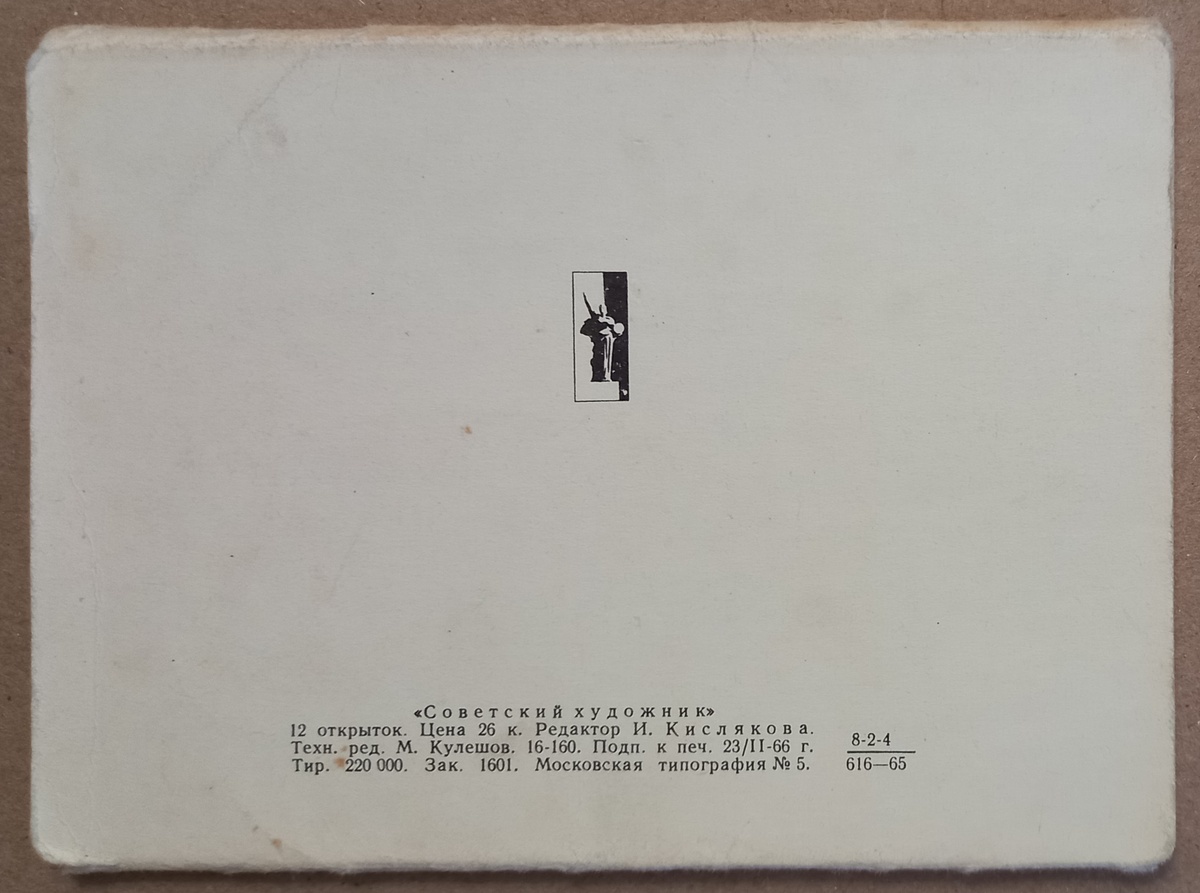 «Советский художник»
12 открыток. Цена 26 к. Редактор И. Кислякова.
Техн. ред. М. Кулешов. 16-160. Подп. к печ. 23/II-66 г.
Тир. 220 000. Зак. 1601. Московская типография № 5.
8-2-4
616—65